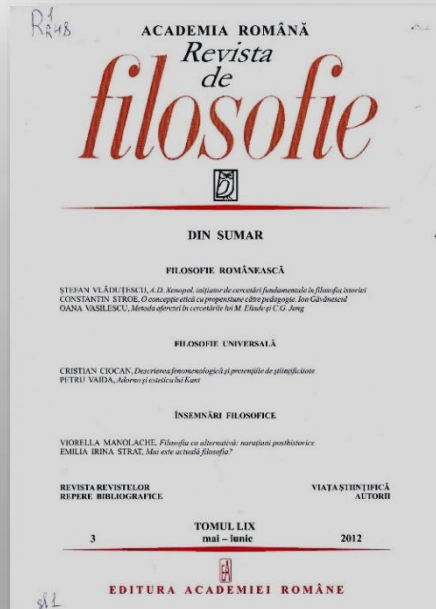 R1
R248
ACADEMIA ROMÂNĂ
Revista
de
filosofie
DIN SUMAR
FILOSOFIE ROMÂNEASCĂ
ȘTEFAN VLĂDUȚESCU, A.D. Xenopol, inițiator de cercetări fundamentale în filosofia istoriei
CONSTANTIN STROE, O concepție etică cu propensiune către pedagogie. Ion Găvănescul
OANA VASILESCU, Metoda aferezei în cercetările lui M. Eliade și C.G. Jung
FILOSOFIE UNIVERSALĂ
CRISTIAN CIOCAN, Descrierea fenomenologică și pretențiile de științificitate
PETRU VAIDA, Adorno și estetica lui Kant
ÎNSEMNĂRI FILOSOFICE
VIORELLA MANOLACHE, Filosofia ca alternativă: narațiuni posthistorice
EMILIA IRINA STRAT, Mai este actuală filosofia?
REVISTA REVISTELOR VIAȚA ȘTIINȚIFICĂ
REPERE BIBLIOGRAFICE AUTORII
TOMUL LIX
3 mai – iunie 2012
EDITURA ACADEMIEI ROMÂNE